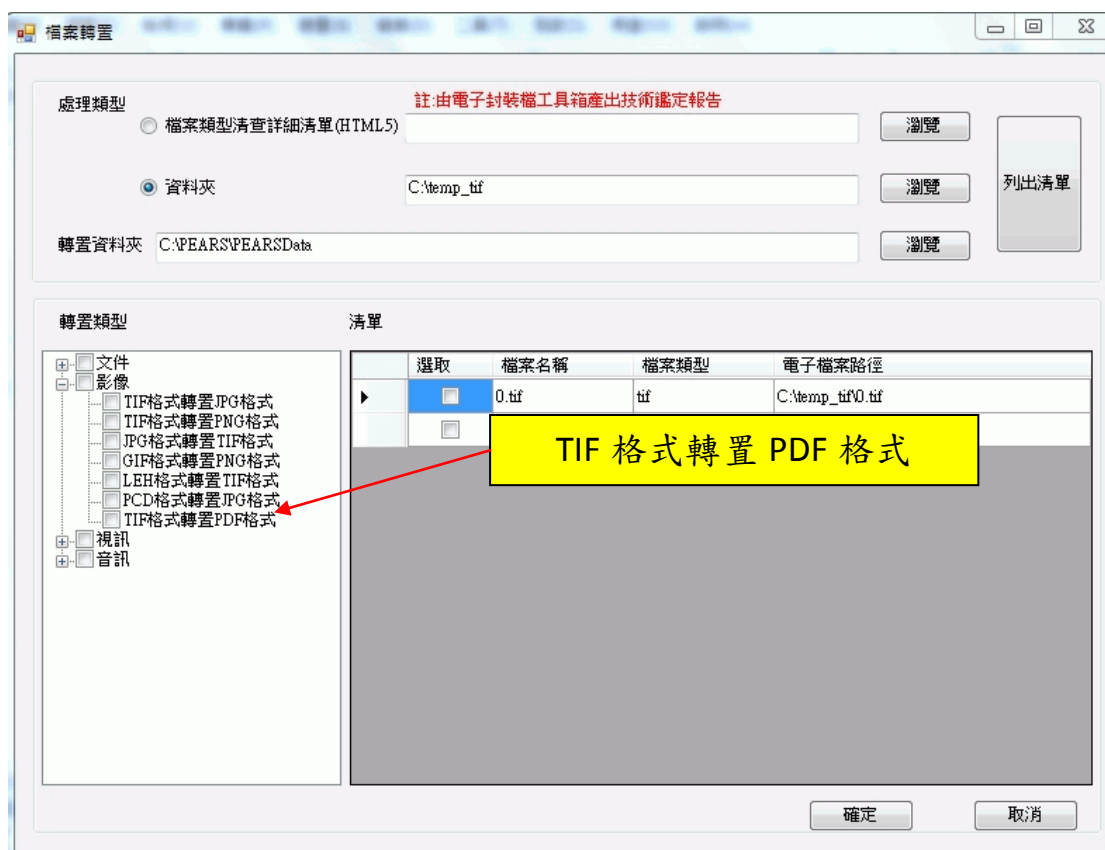 檔案轉置
處理類型
註:由電子封裝檔工具箱產出技術鑑定報告
檔案類型清查詳細清單(HTML5)
瀏覽
資料夾
C:\temp_tif
瀏覽
列出清單
轉置資料夾
C:\PEARS\PEARSData
瀏覽
轉置類型
清單
文件
影像
TIF格式轉置JPG格式
TIF格式轉置PNG格式
JPG格式轉置TIF格式
GIF格式轉置PNG格式
LEH格式轉置TIF格式
PCD格式轉置JPG格式
TIF格式轉置PDF格式
視訊
音訊
選取 檔案名稱 檔案類型 電子檔案路徑
0.tif tif C:\temp_tif\0.tif
TIF 格式轉置 PDF 格式
確定
取消